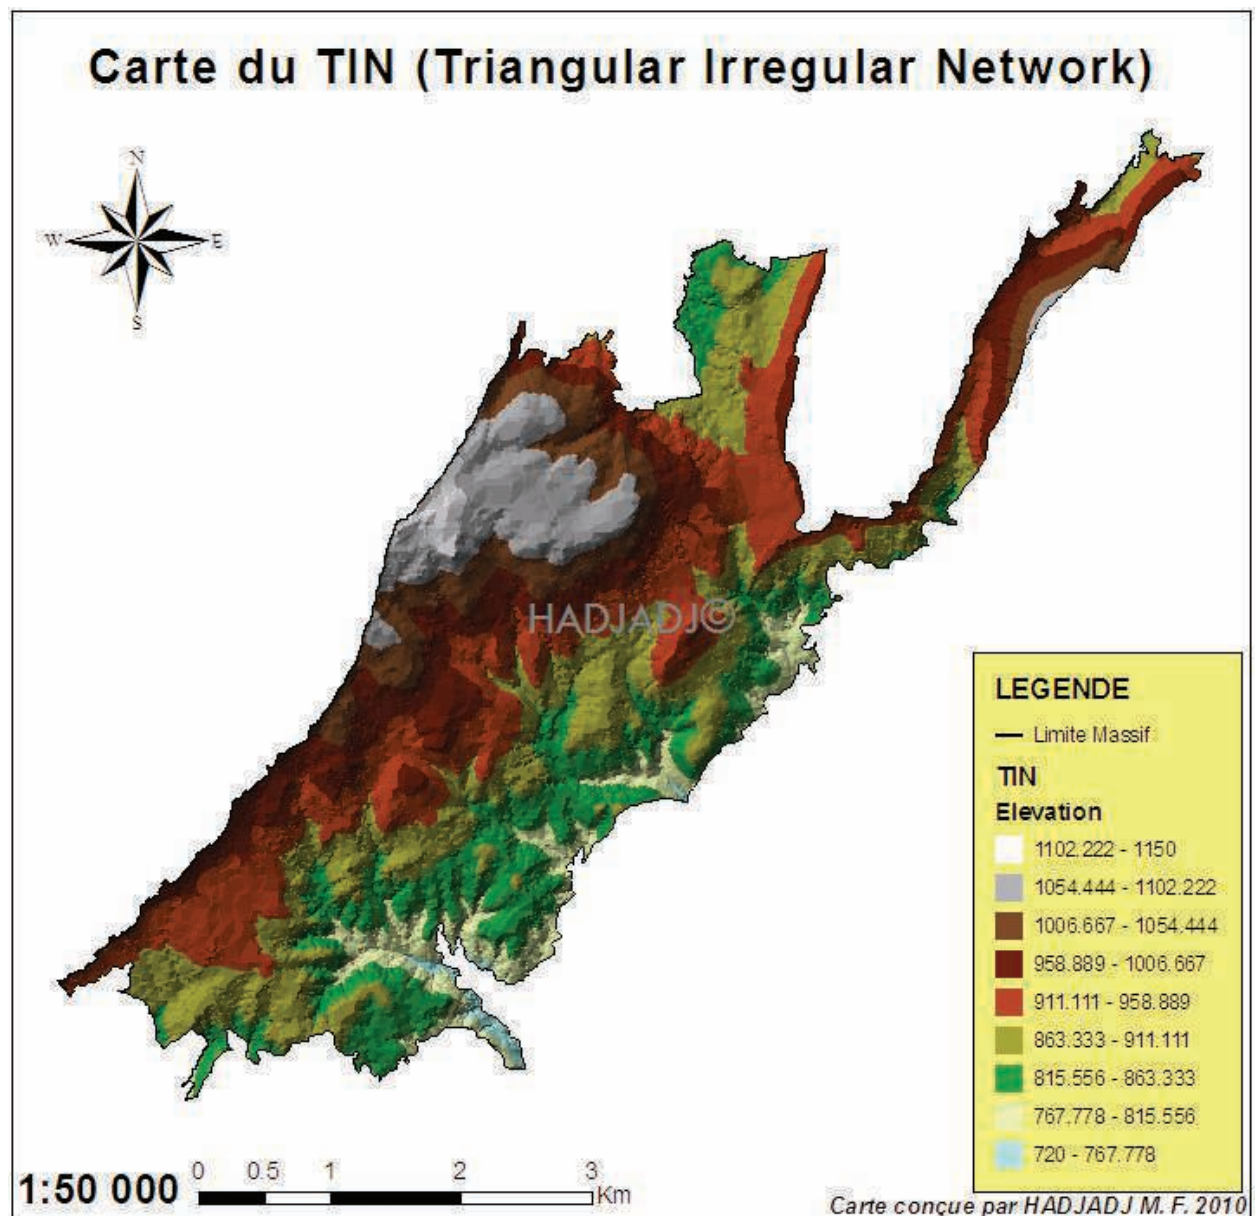 Carte du TIN (Triangular Irregular Network)
N
W E
S
HADJADJ©
LEGENDE
Limite Massif
TIN
Elevation
1102.222 - 1150
1054.444 - 1102.222
1006.667 - 1054.444
958.889 - 1006.667
911.111 - 958.889
863.333 - 911.111
815.556 - 863.333
767.778 - 815.556
720 - 767.778
1:50 000
0 0.5 1 2 3
Km
Carte conçue par HADJADJ M. F. 2010